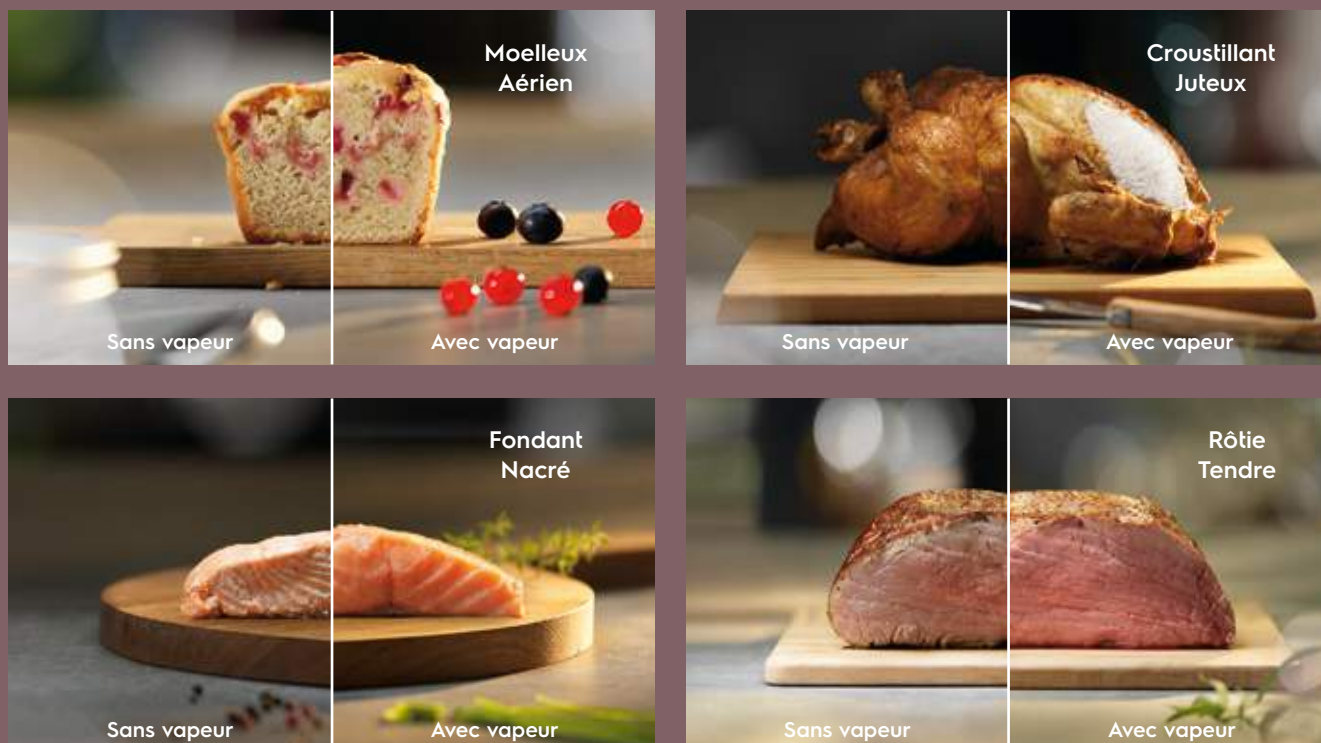 Moelleux
Aérien
Sans vapeur
Avec vapeur
Croustillant
Juteux
Sans vapeur
Avec vapeur
Fondant
Nacré
Sans vapeur
Avec vapeur
Rôtie
Tendre
Sans vapeur
Avec vapeur